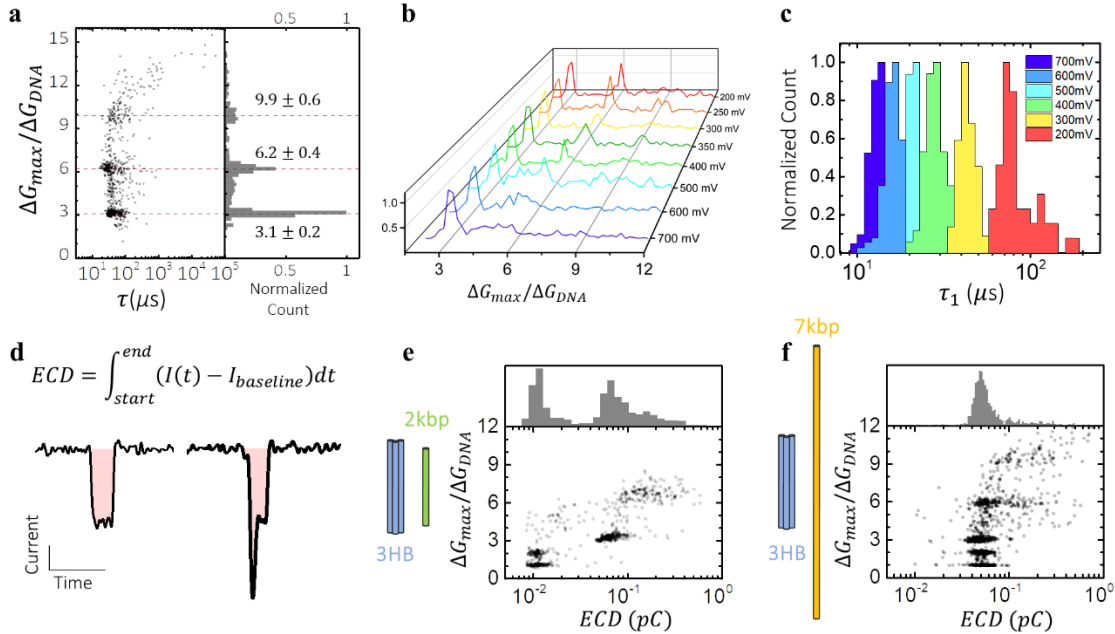 a
0.5 1
ΔG_max/ΔG_DNA
15
12
9
6
3
0
9.9 ± 0.6
6.2 ± 0.4
3.1 ± 0.2
10^1 10^2 10^3 10^4 10^5 0.5 1
τ(μs)
Normalized
Count
b
200 mV
250 mV
300 mV
350 mV
400 mV
500 mV
600 mV
700 mV
1.0
0.5
3 6 9 12
ΔG_max/ΔG_DNA
c
Normalized Count
1.0
0.8
0.6
0.4
0.2
0.0
700mV
600mV
500mV
400mV
300mV
200mV
10^1 10^2
τ_1 (μs)
d
ECD = ∫_start^end (I(t) − I_baseline)dt
Current
Time
e
2kbp
3HB
ΔG_max/ΔG_DNA
12
9
6
3
0
10^-2 10^-1 10^0
ECD (pC)
f
7kbp
3HB
ΔG_max/ΔG_DNA
12
9
6
3
0
10^-2 10^-1 10^0
ECD (pC)